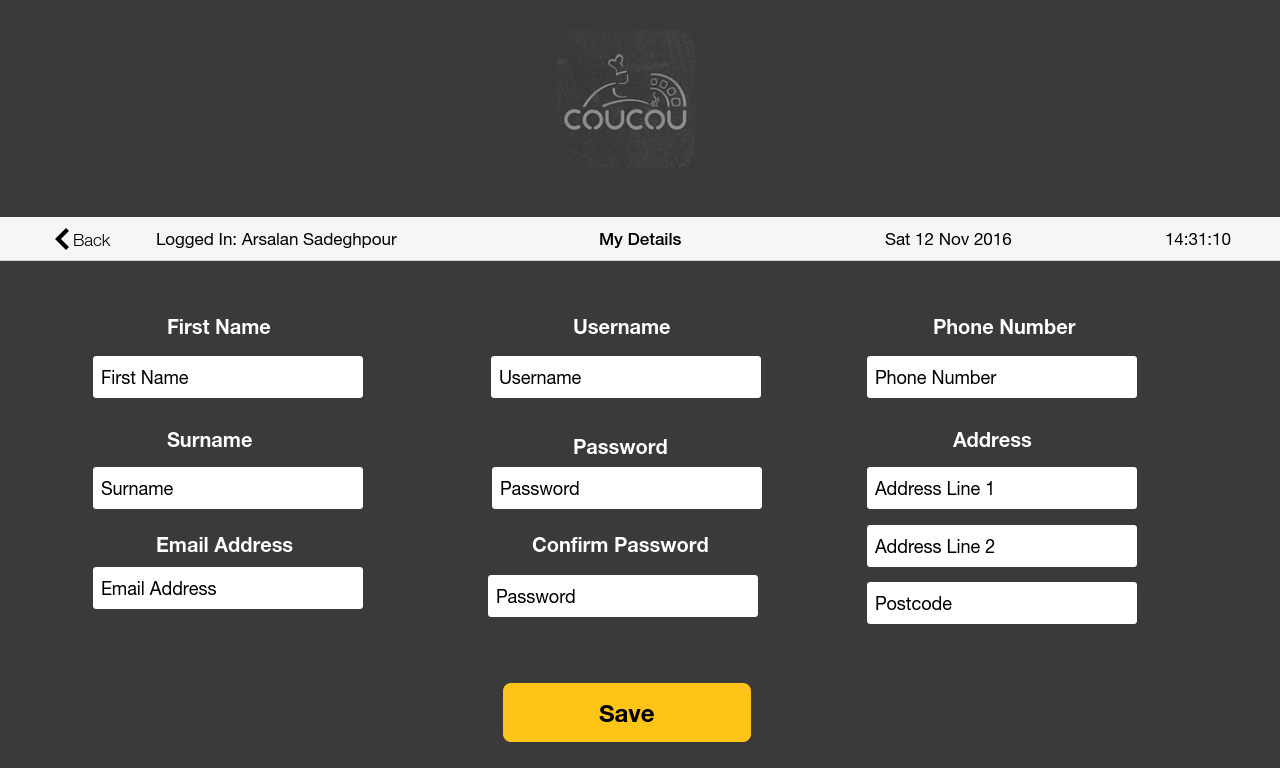 COUCOU
Back Logged In: Arsalan Sadeghpour My Details Sat 12 Nov 2016 14:31:10
First Name Username Phone Number
First Name Username Phone Number
Surname Password Address
Surname Password Address Line 1
Email Address Confirm Password Address Line 2
Email Address Password Postcode
Save